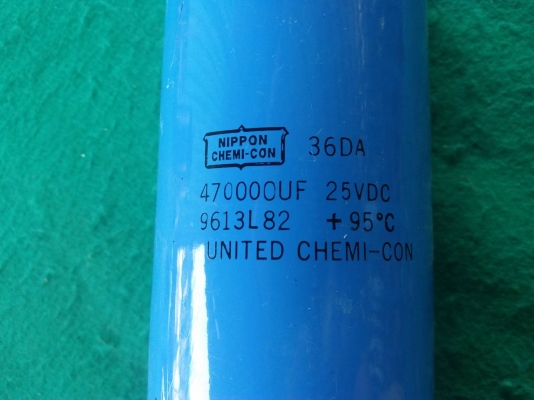 NIPPON
CHEMI-CON
36DA
470000UF 25VDC
9613L82 +95°C
UNITED CHEMI-CON